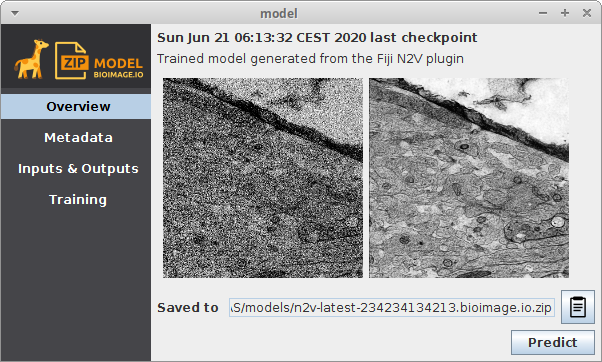 model
ZIP
MODEL
BIOIMAGE.IO
Overview
Metadata
Inputs & Outputs
Training
Sun Jun 21 06:13:32 CEST 2020 last checkpoint
Trained model generated from the Fiji N2V plugin
Saved to
S/models/n2v-latest-234234134213.bioimage.io.zip
Predict